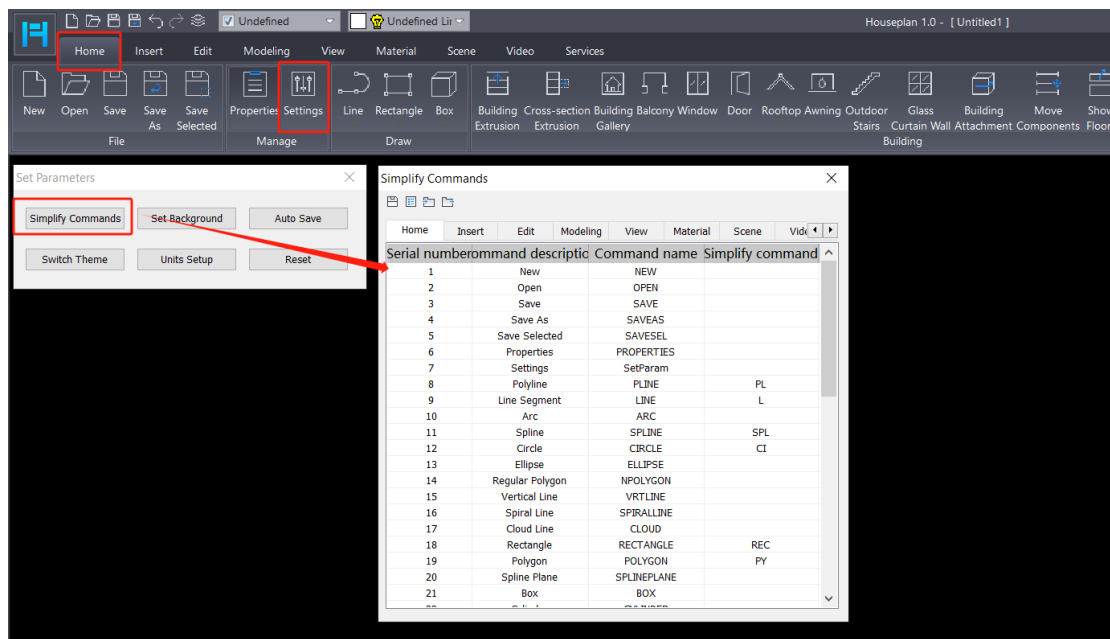 Undefined Undefined Lir Houseplan 1.0 - [ Untitled1 ]
Home Insert Edit Modeling View Material Scene Video Services
New Open Save Save As Save Selected Properties Settings Line Rectangle Box Building Extrusion Cross-section Extrusion Building Gallery Balcony Window Door Rooftop Awning Outdoor Stairs Glass Curtain Wall Building Attachment Move Components Show Floor
File Manage Draw Building
Set Parameters
Simplify Commands Set Background Auto Save
Switch Theme Units Setup Reset
Simplify Commands
Home Insert Edit Modeling View Material Scene Vide
Serial number ommand descriptio Command name Simplify command
1 New NEW
2 Open OPEN
3 Save SAVE
4 Save As SAVEAS
5 Save Selected SAVESEL
6 Properties PROPERTIES
7 Settings SetParam
8 Polyline PLINE PL
9 Line Segment LINE L
10 Arc ARC
11 Spline SPLINE SPL
12 Circle CIRCLE CI
13 Ellipse ELLIPSE
14 Regular Polygon NPOLYGON
15 Vertical Line VRTLINE
16 Spiral Line SPIRALLINE
17 Cloud Line CLOUD
18 Rectangle RECTANGLE REC
19 Polygon POLYGON PY
20 Spline Plane SPLINEPLANE
21 Box BOX